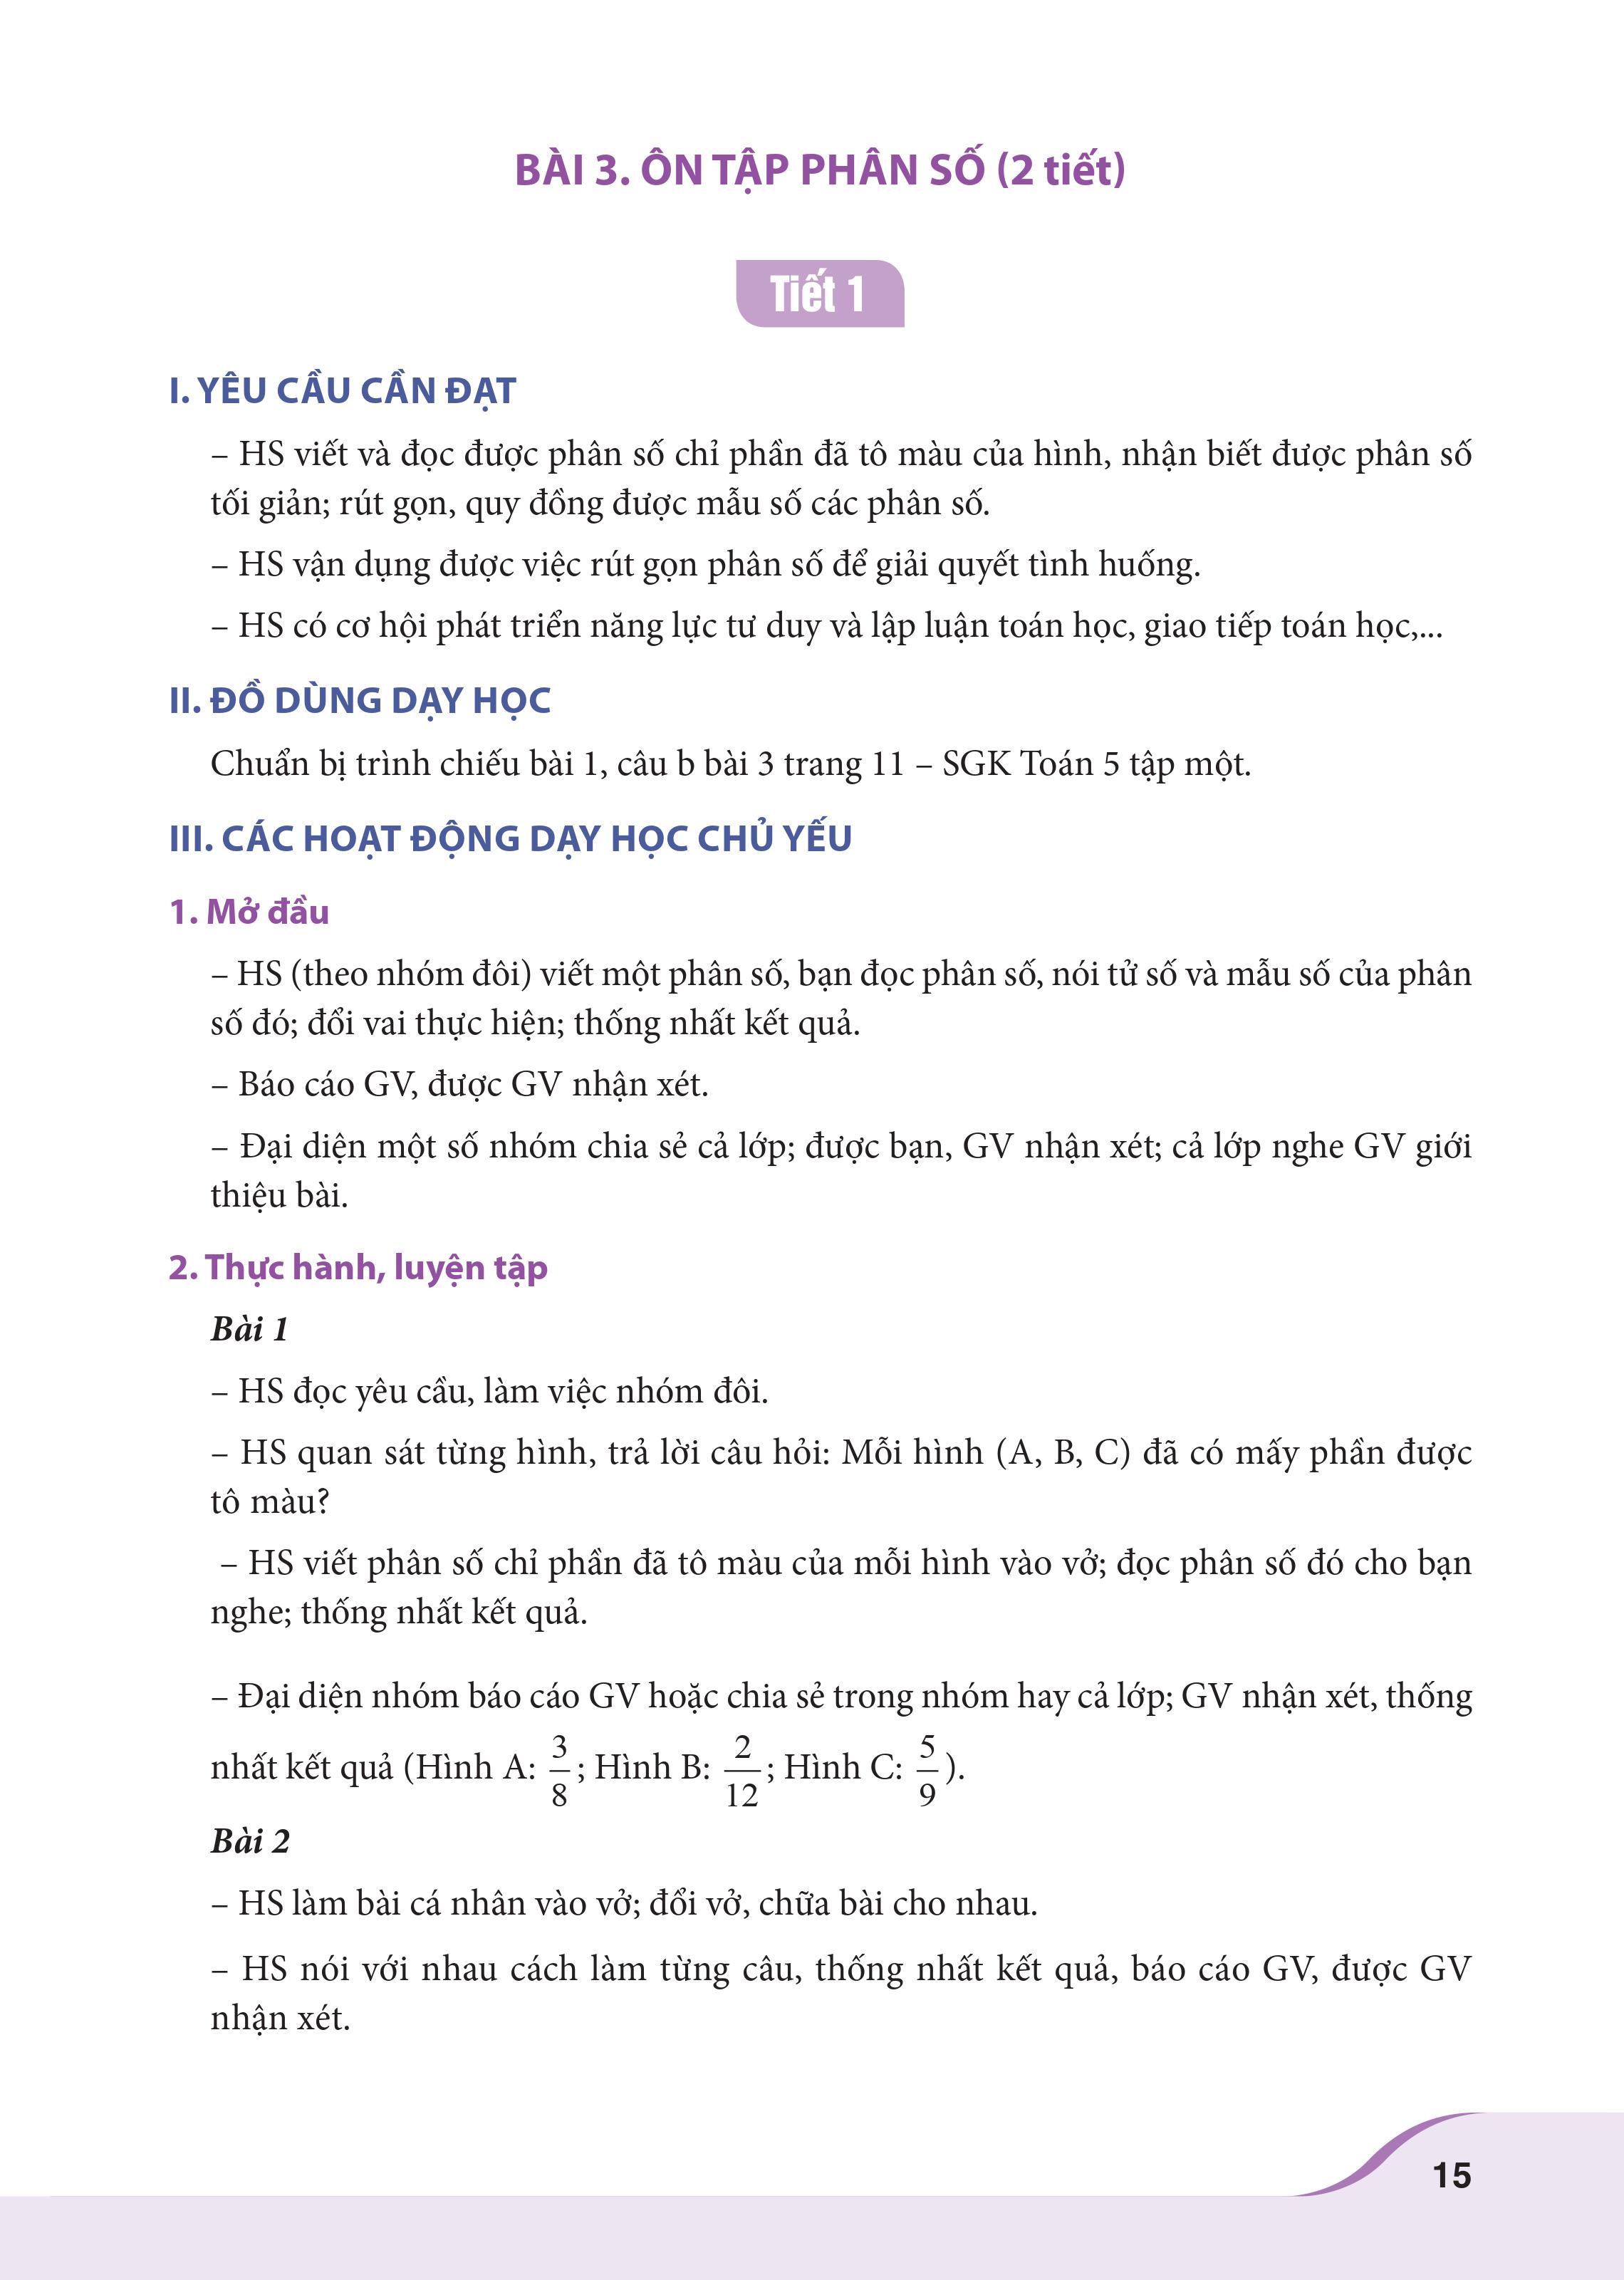 BÀI 3. ÔN TẬP PHÂN SỐ (2 tiết)
Tiết 1
I. YÊU CẦU CẦN ĐẠT
– HS viết và đọc được phân số chỉ phần đã tô màu của hình, nhận biết được phân số
tối giản; rút gọn, quy đồng được mẫu số các phân số.
– HS vận dụng được việc rút gọn phân số để giải quyết tình huống.
– HS có cơ hội phát triển năng lực tư duy và lập luận toán học, giao tiếp toán học,...
II. ĐỒ DÙNG DẠY HỌC
Chuẩn bị trình chiếu bài 1, câu b bài 3 trang 11 – SGK Toán 5 tập một.
III. CÁC HOẠT ĐỘNG DẠY HỌC CHỦ YẾU
1. Mở đầu
– HS (theo nhóm đôi) viết một phân số, bạn đọc phân số, nói tử số và mẫu số của phân
số đó; đổi vai thực hiện; thống nhất kết quả.
– Báo cáo GV, được GV nhận xét.
– Đại diện một số nhóm chia sẻ cả lớp; được bạn, GV nhận xét; cả lớp nghe GV giới
thiệu bài.
2. Thực hành, luyện tập
Bài 1
– HS đọc yêu cầu, làm việc nhóm đôi.
– HS quan sát từng hình, trả lời câu hỏi: Mỗi hình (A, B, C) đã có mấy phần được
tô màu?
– HS viết phân số chỉ phần đã tô màu của mỗi hình vào vở; đọc phân số đó cho bạn
nghe; thống nhất kết quả.
– Đại diện nhóm báo cáo GV hoặc chia sẻ trong nhóm hay cả lớp; GV nhận xét, thống
nhất kết quả (Hình A: 3/8; Hình B: 2/12; Hình C: 5/9).
Bài 2
– HS làm bài cá nhân vào vở; đổi vở, chữa bài cho nhau.
– HS nói với nhau cách làm từng câu, thống nhất kết quả, báo cáo GV, được GV
nhận xét.
15